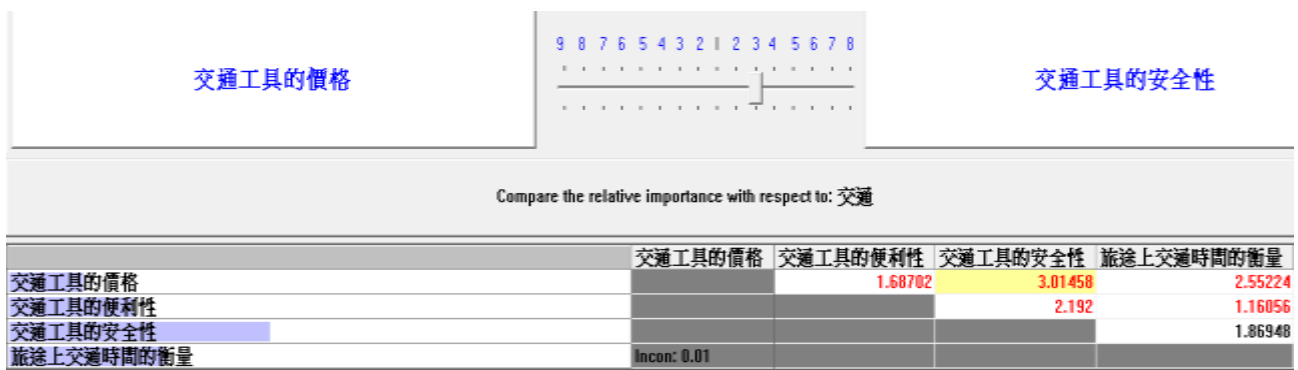 9 8 7 6 5 4 3 2 1 2 3 4 5 6 7 8
交通工具的價格
交通工具的安全性
Compare the relative importance with respect to: 交通
交通工具的價格 交通工具的便利性 交通工具的安全性 旅途上交通時間的衡量
交通工具的價格 1.68702 3.01458 2.55224
交通工具的便利性 2.192 1.16056
交通工具的安全性 1.86948
旅途上交通時間的衡量 Incon: 0.01